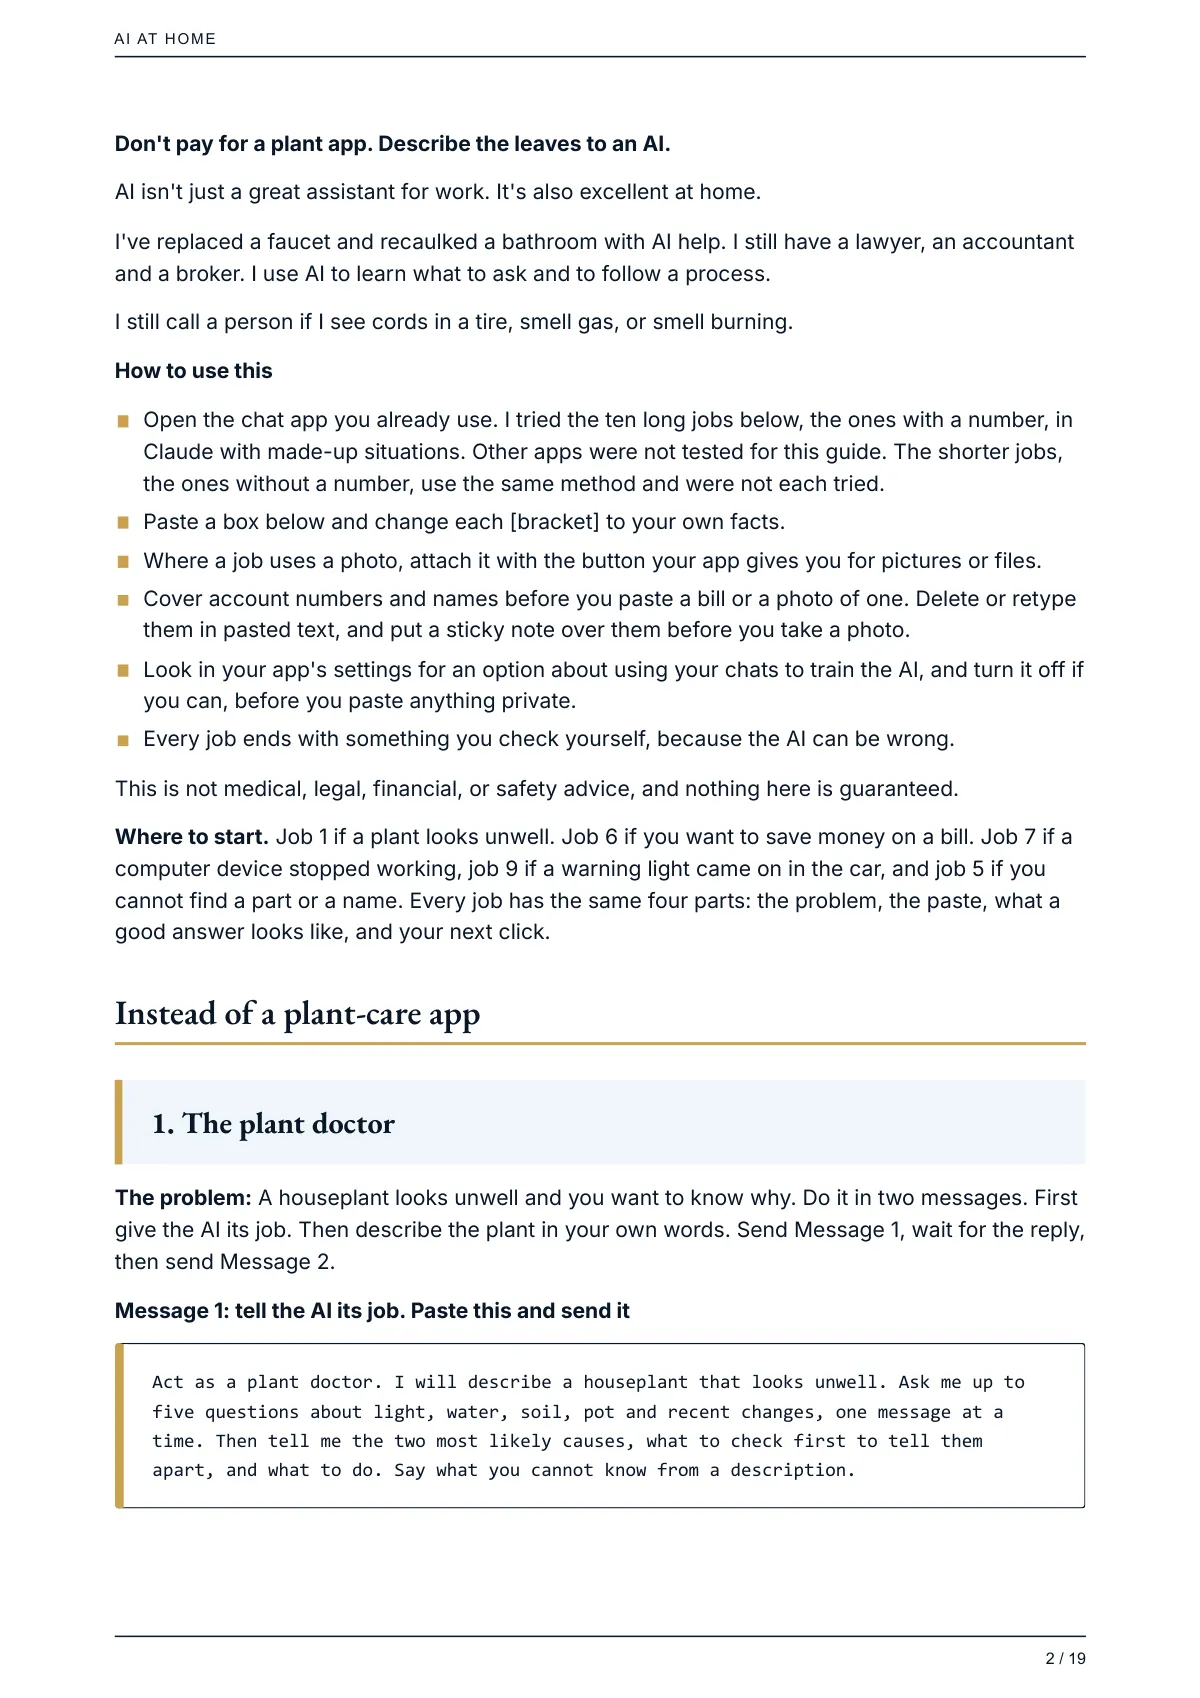 AI AT HOME
Don't pay for a plant app. Describe the leaves to an AI.
AI isn't just a great assistant for work. It's also excellent at home.
I've replaced a faucet and recaulked a bathroom with AI help. I still have a lawyer, an accountant
and a broker. I use AI to learn what to ask and to follow a process.
I still call a person if I see cords in a tire, smell gas, or smell burning.
How to use this
Open the chat app you already use. I tried the ten long jobs below, the ones with a number, in
Claude with made-up situations. Other apps were not tested for this guide. The shorter jobs,
the ones without a number, use the same method and were not each tried.
Paste a box below and change each [bracket] to your own facts.
Where a job uses a photo, attach it with the button your app gives you for pictures or files.
Cover account numbers and names before you paste a bill or a photo of one. Delete or retype
them in pasted text, and put a sticky note over them before you take a photo.
Look in your app's settings for an option about using your chats to train the AI, and turn it off if
you can, before you paste anything private.
Every job ends with something you check yourself, because the AI can be wrong.
This is not medical, legal, financial, or safety advice, and nothing here is guaranteed.
Where to start. Job 1 if a plant looks unwell. Job 6 if you want to save money on a bill. Job 7 if a
computer device stopped working, job 9 if a warning light came on in the car, and job 5 if you
cannot find a part or a name. Every job has the same four parts: the problem, the paste, what a
good answer looks like, and your next click.
Instead of a plant-care app
1. The plant doctor
The problem: A houseplant looks unwell and you want to know why. Do it in two messages. First
give the AI its job. Then describe the plant in your own words. Send Message 1, wait for the reply,
then send Message 2.
Message 1: tell the AI its job. Paste this and send it
Act as a plant doctor. I will describe a houseplant that looks unwell. Ask me up to
five questions about light, water, soil, pot and recent changes, one message at a
time. Then tell me the two most likely causes, what to check first to tell them
apart, and what to do. Say what you cannot know from a description.
2 / 19